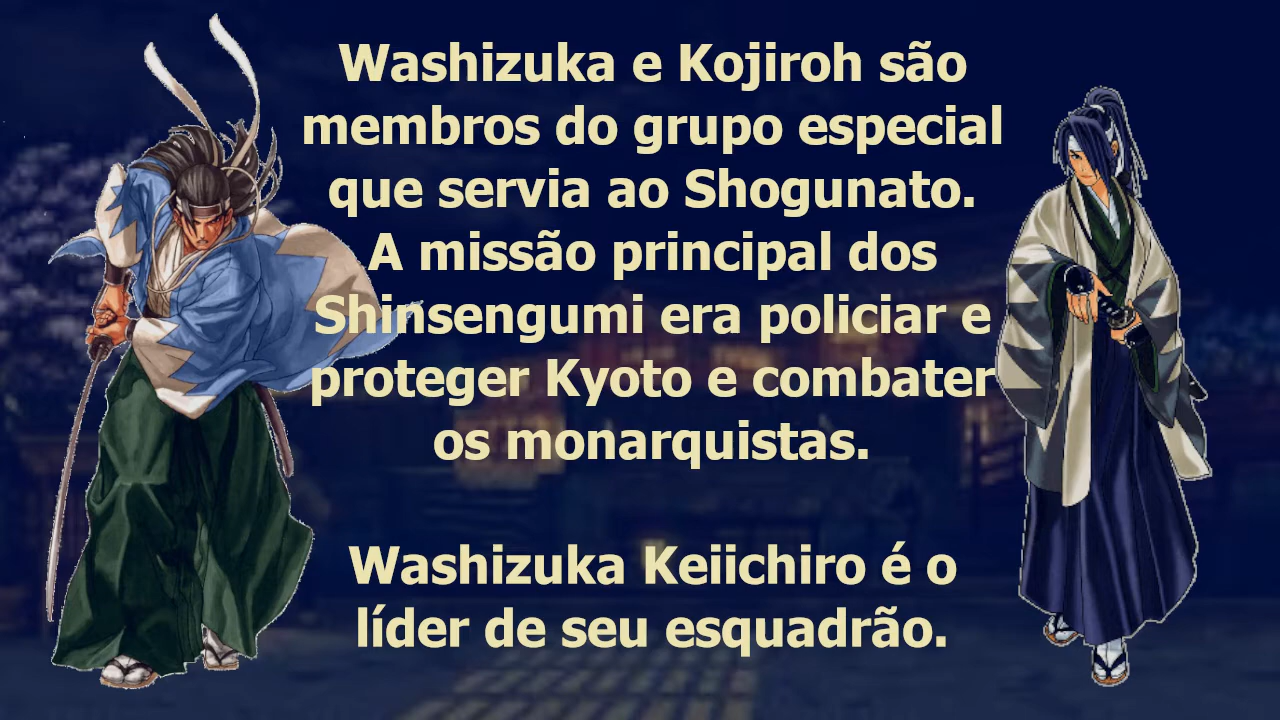 Washizuka e Kojiroh são
membros do grupo especial
que servia ao Shogunato.
A missão principal dos
Shinsengumi era policiar e
proteger Kyoto e combater
os monarquistas.
Washizuka Keiichiro é o
líder de seu esquadrão.